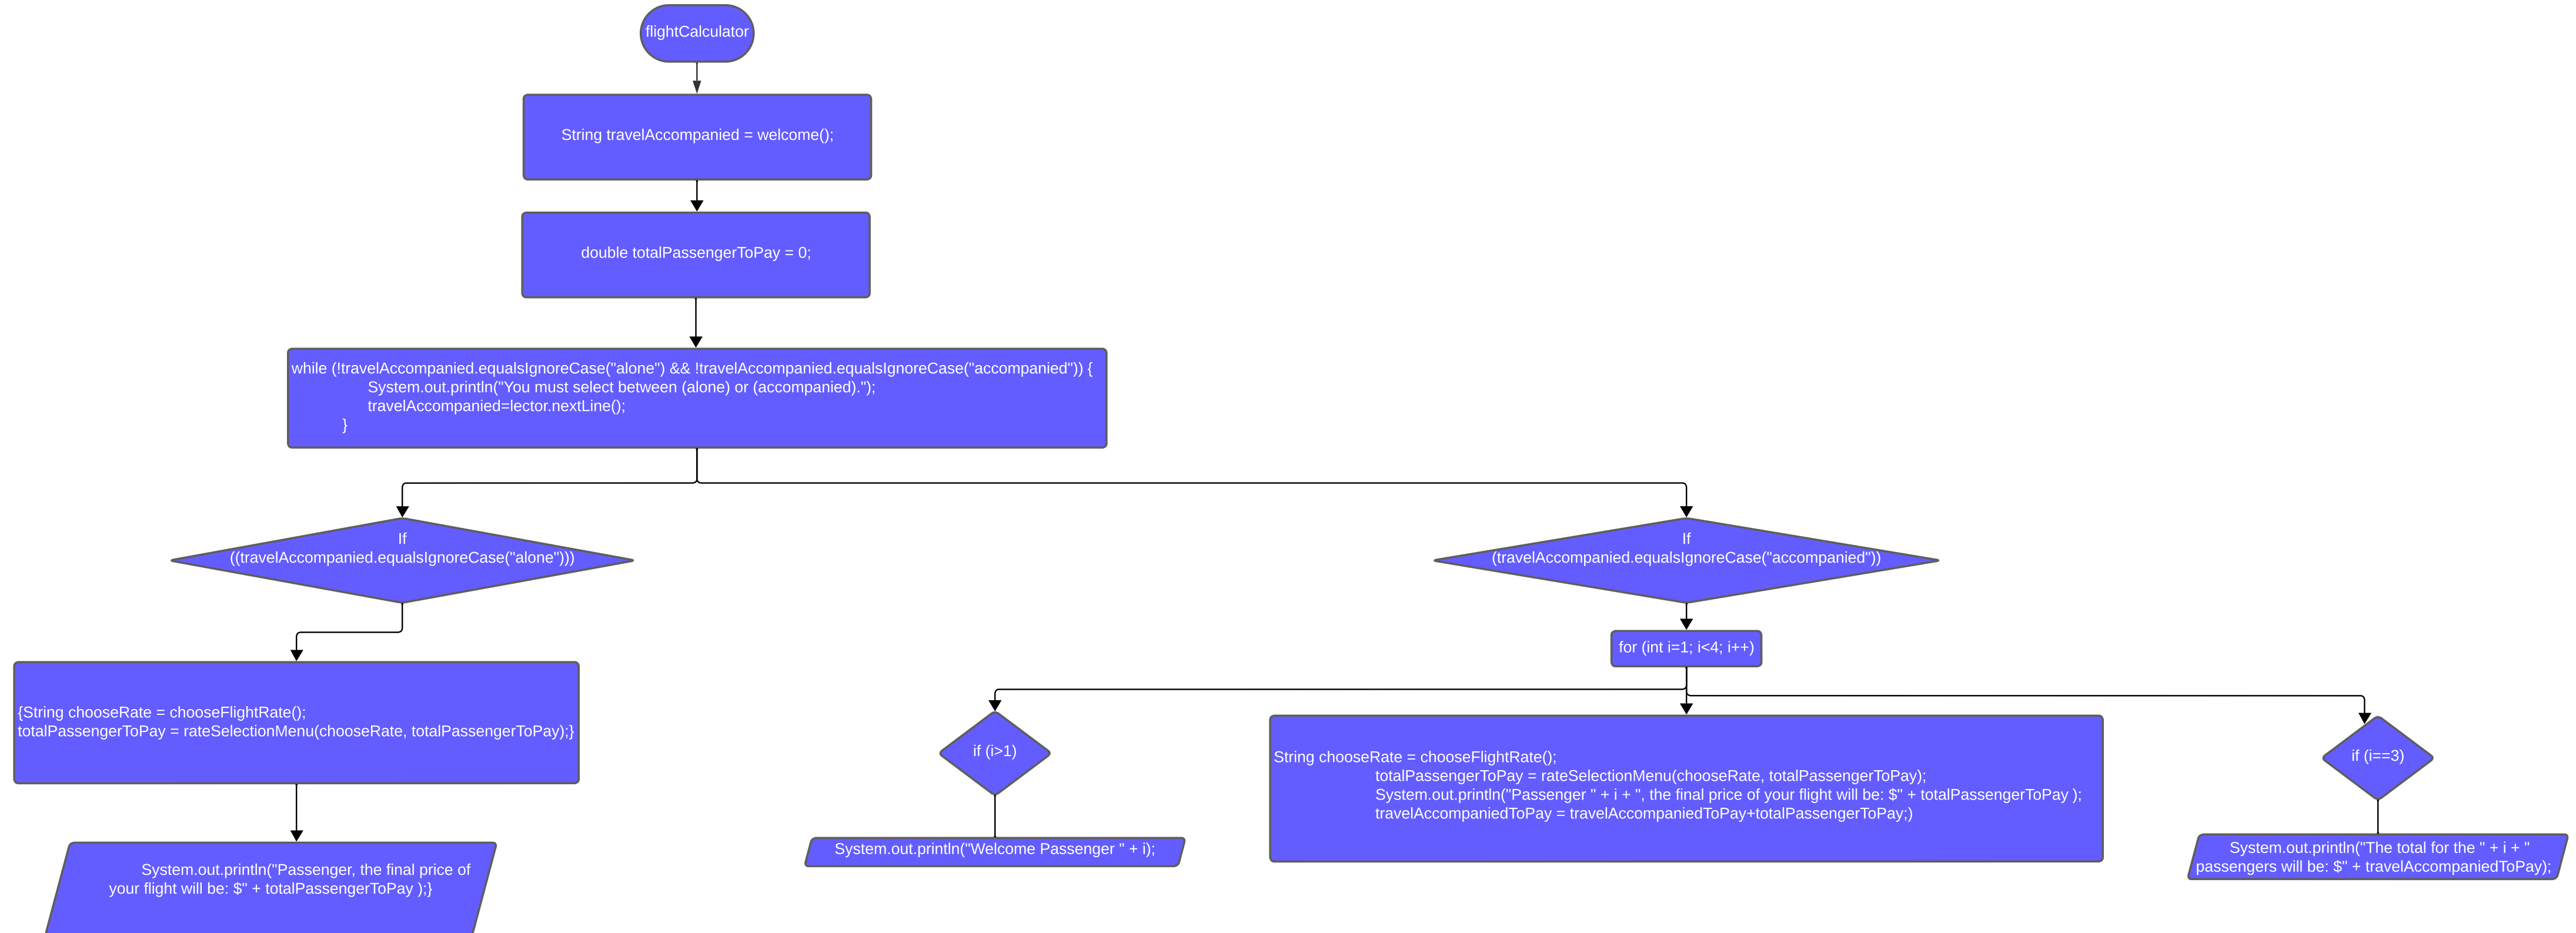 flightCalculator
String travelAccompanied = welcome();
double totalPassengerToPay = 0;
while (!travelAccompanied.equalsIgnoreCase("alone") && !travelAccompanied.equalsIgnoreCase("accompanied")) {
System.out.println("You must select between (alone) or (accompanied).");
travelAccompanied=lector.nextLine();
}
If
((travelAccompanied.equalsIgnoreCase("alone")))
If
(travelAccompanied.equalsIgnoreCase("accompanied"))
for (int i=1; i<4; i++)
{String chooseRate = chooseFlightRate();
totalPassengerToPay = rateSelectionMenu(chooseRate, totalPassengerToPay);}
if (i>1)
String chooseRate = chooseFlightRate();
totalPassengerToPay = rateSelectionMenu(chooseRate, totalPassengerToPay);
System.out.println("Passenger " + i + ", the final price of your flight will be: $" + totalPassengerToPay );
travelAccompaniedToPay = travelAccompaniedToPay+totalPassengerToPay;)
if (i==3)
System.out.println("Passenger, the final price of
your flight will be: $" + totalPassengerToPay );}
System.out.println("Welcome Passenger " + i);
System.out.println("The total for the " + i + "
passengers will be: $" + travelAccompaniedToPay);